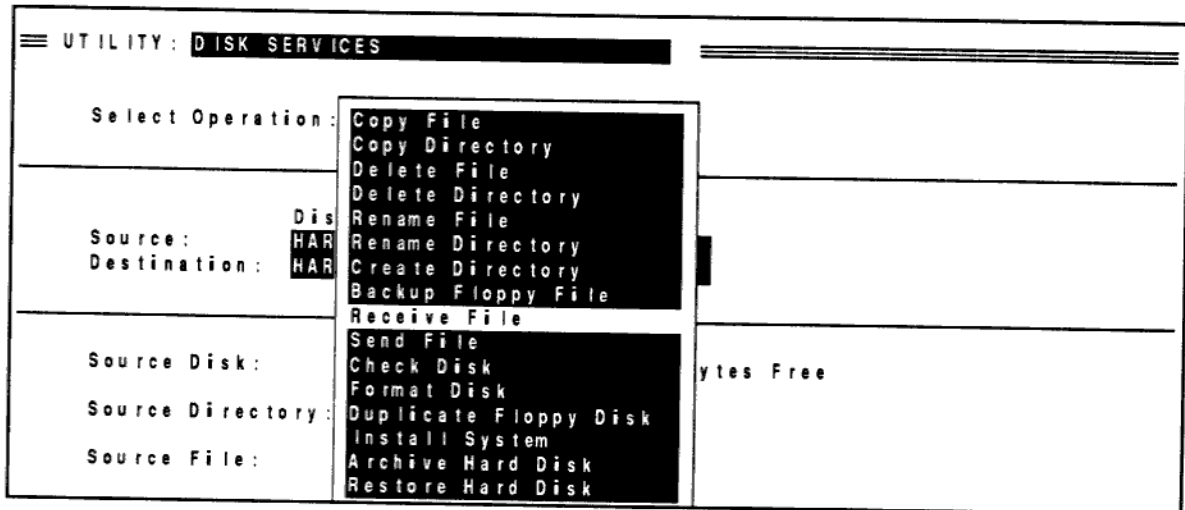 UTILITY: DISK SERVICES
Select Operation:
Copy File
Copy Directory
Delete File
Delete Directory
Rename File
Rename Directory
Create Directory
Backup Floppy File
Receive File
Send File
Check Disk
Format Disk
Duplicate Floppy Disk
Install System
Archive Hard Disk
Restore Hard Disk
Dis
Source: HAR
Destination: HAR
Source Disk: ytes Free
Source Directory:
Source File: